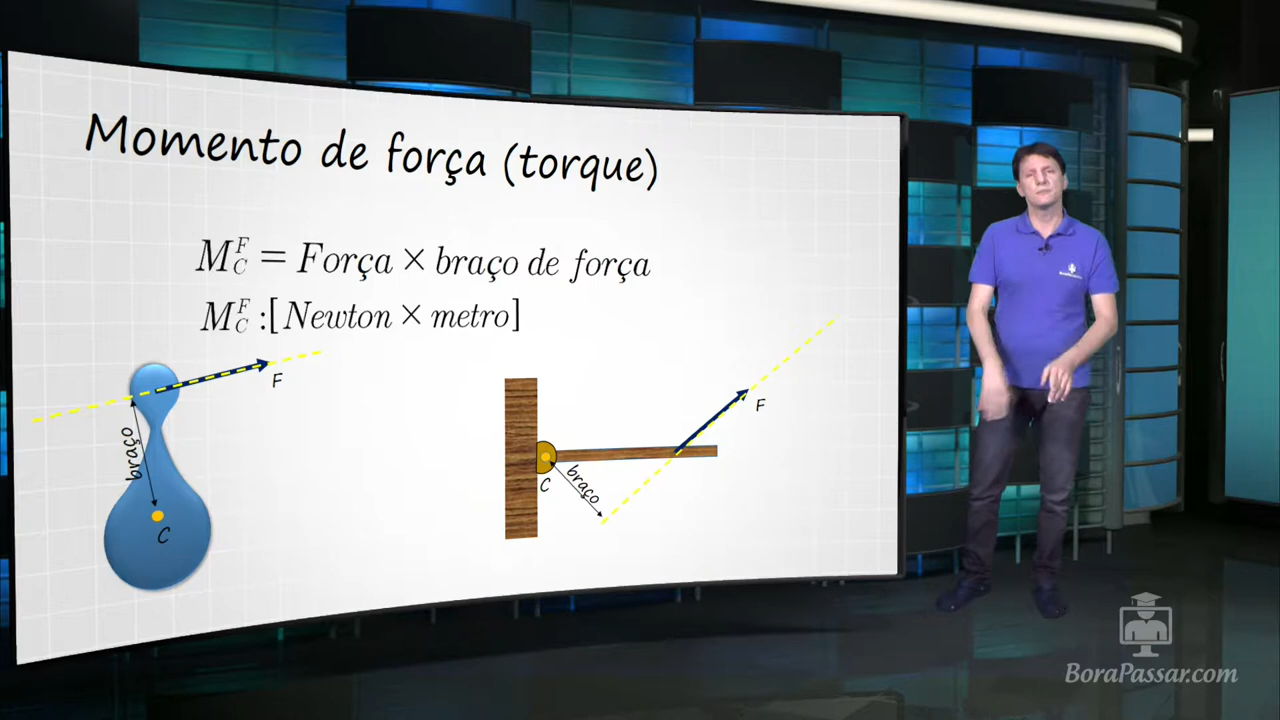 Momento de força (torque)
M_C^F = Força × braço de força
M_C^F :[Newton × metro]
F
braço
C
F
C
braço
BoraPassar.com